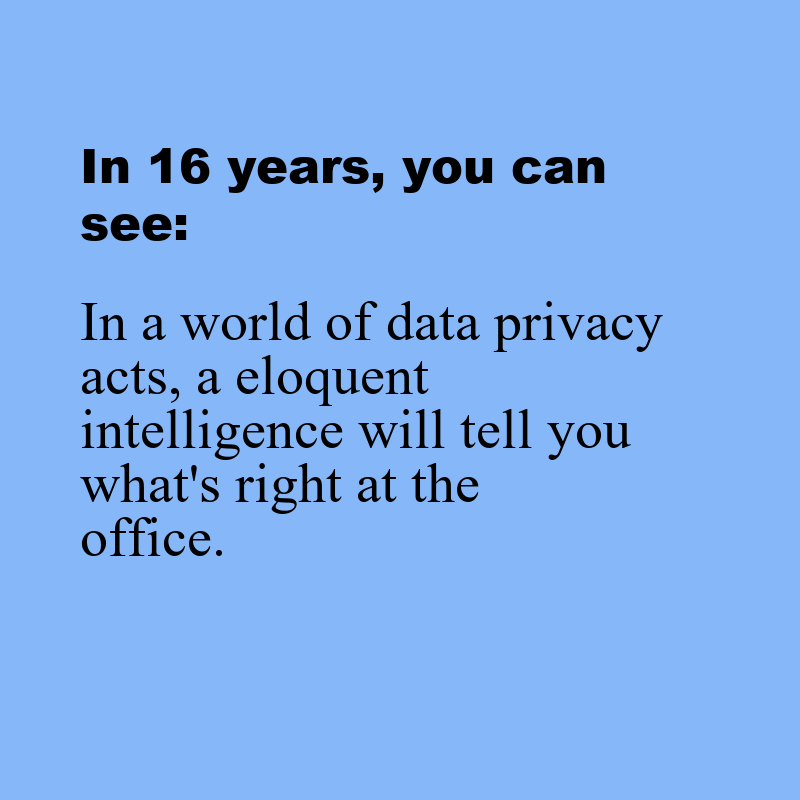 In 16 years, you can
see:
In a world of data privacy
acts, a eloquent
intelligence will tell you
what's right at the
office.